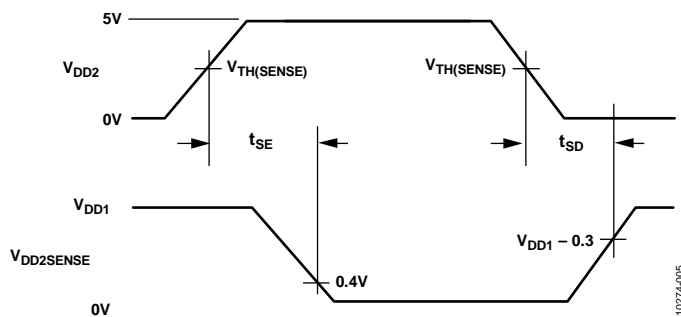 5V
VDD2
VTH(SENSE)
VTH(SENSE)
0V
tSE
tSD
VDD1
VDD1 – 0.3
VDD2SENSE
0.4V
0V
10274-005